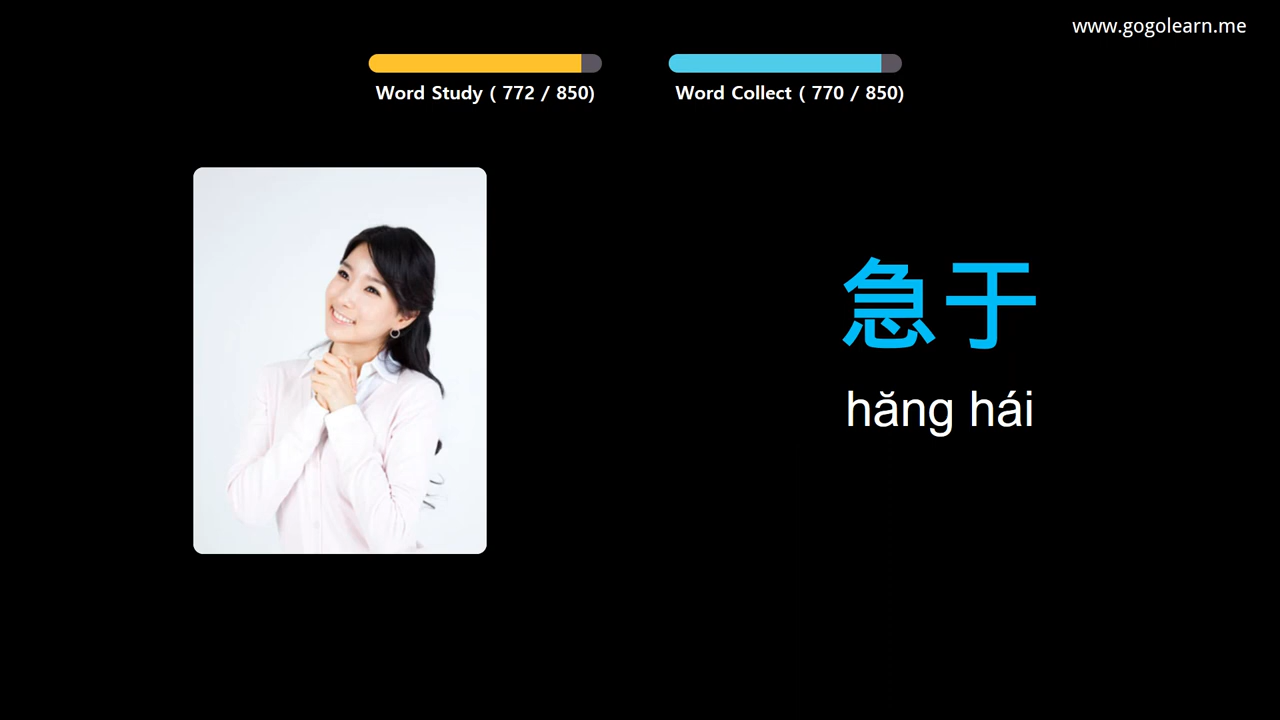 www.gogolearn.me
Word Study ( 772 / 850)
Word Collect ( 770 / 850)
急于
hăng hái